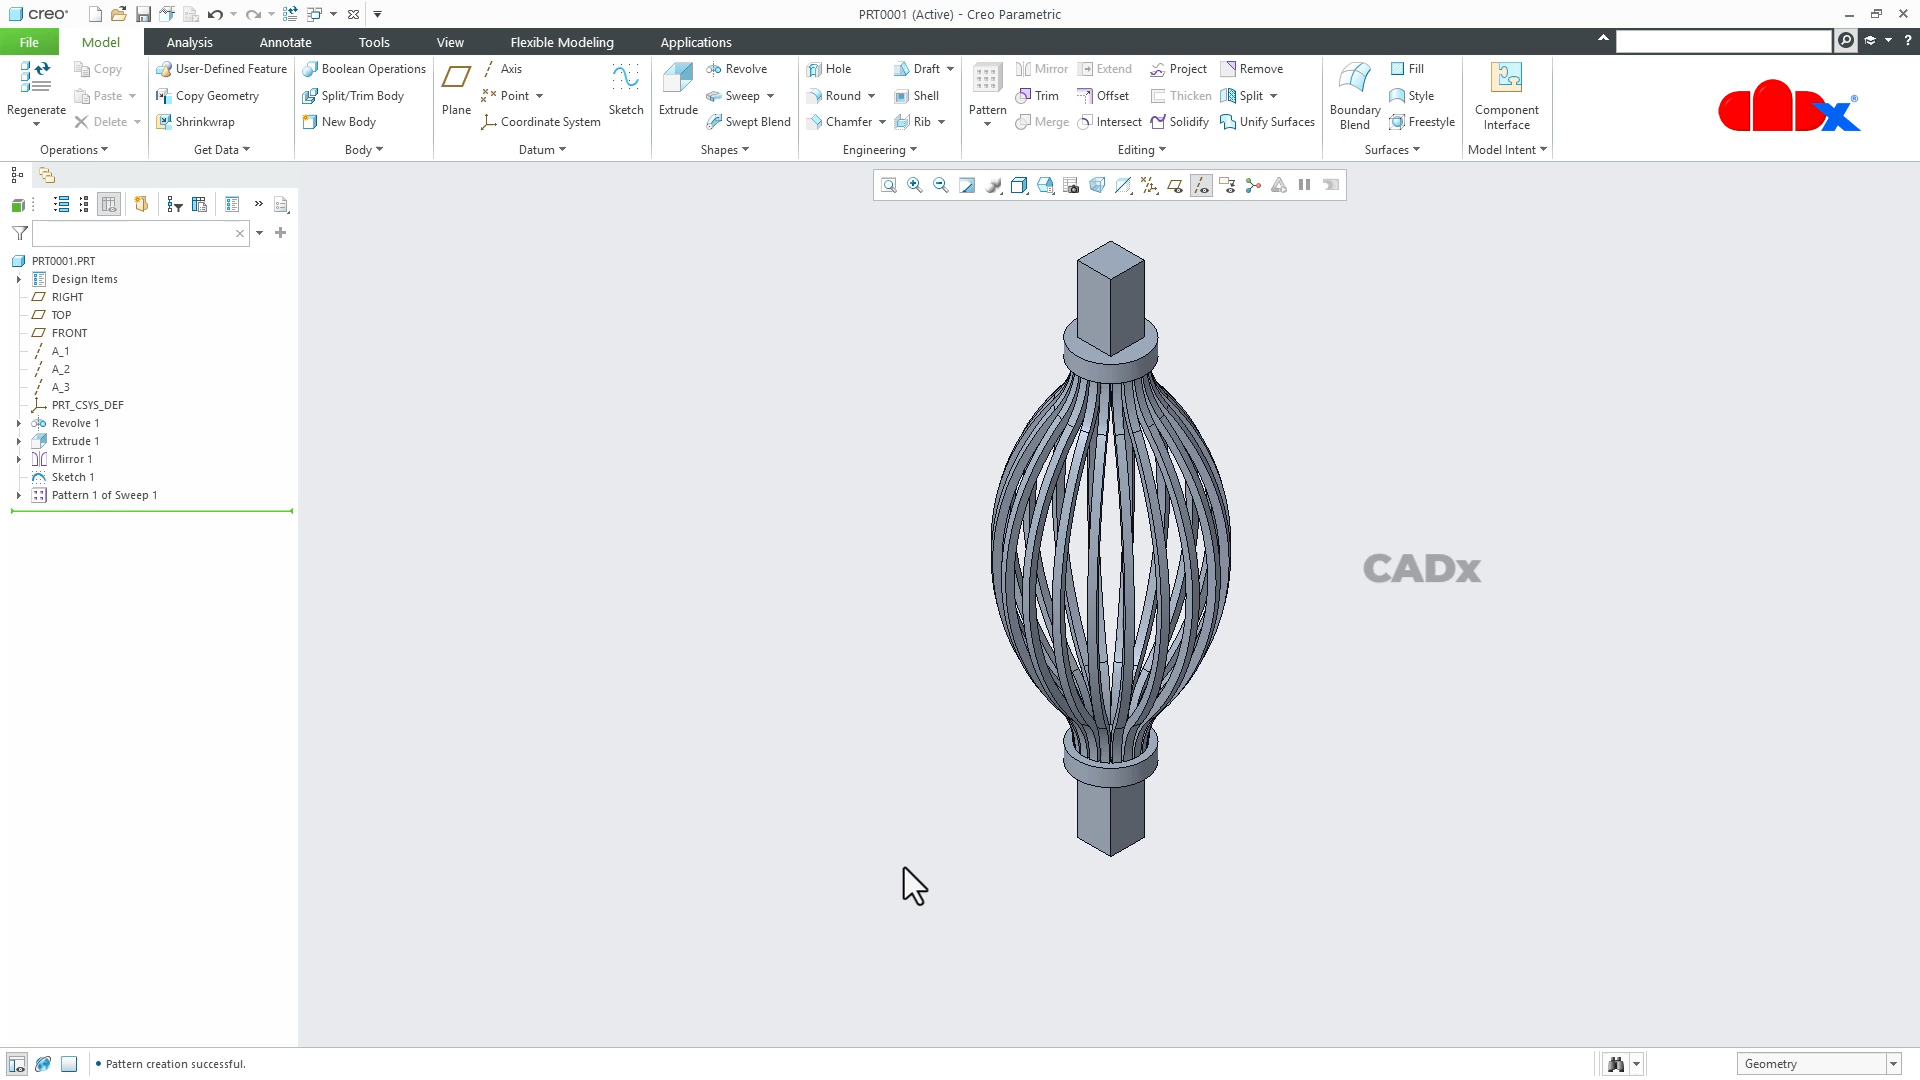 creo
PRT0001 (Active) - Creo Parametric
File Model Analysis Annotate Tools View Flexible Modeling Applications
Regenerate
Copy
Paste
Delete
Operations
User-Defined Feature
Copy Geometry
Shrinkwrap
Get Data
Boolean Operations
Split/Trim Body
New Body
Body
Plane
Axis
Point
Coordinate System
Sketch
Datum
Extrude
Revolve
Sweep
Swept Blend
Shapes
Hole
Round
Chamfer
Draft
Shell
Rib
Engineering
Pattern
Mirror
Trim
Merge
Extend
Offset
Intersect
Project
Thicken
Solidify
Remove
Split
Unify Surfaces
Editing
Boundary
Blend
Fill
Style
Freestyle
Surfaces
Component
Interface
Model Intent
CADx®
PRT0001.PRT
Design Items
RIGHT
TOP
FRONT
A_1
A_2
A_3
PRT_CSYS_DEF
Revolve 1
Extrude 1
Mirror 1
Sketch 1
Pattern 1 of Sweep 1
CADx
• Pattern creation successful.
Geometry